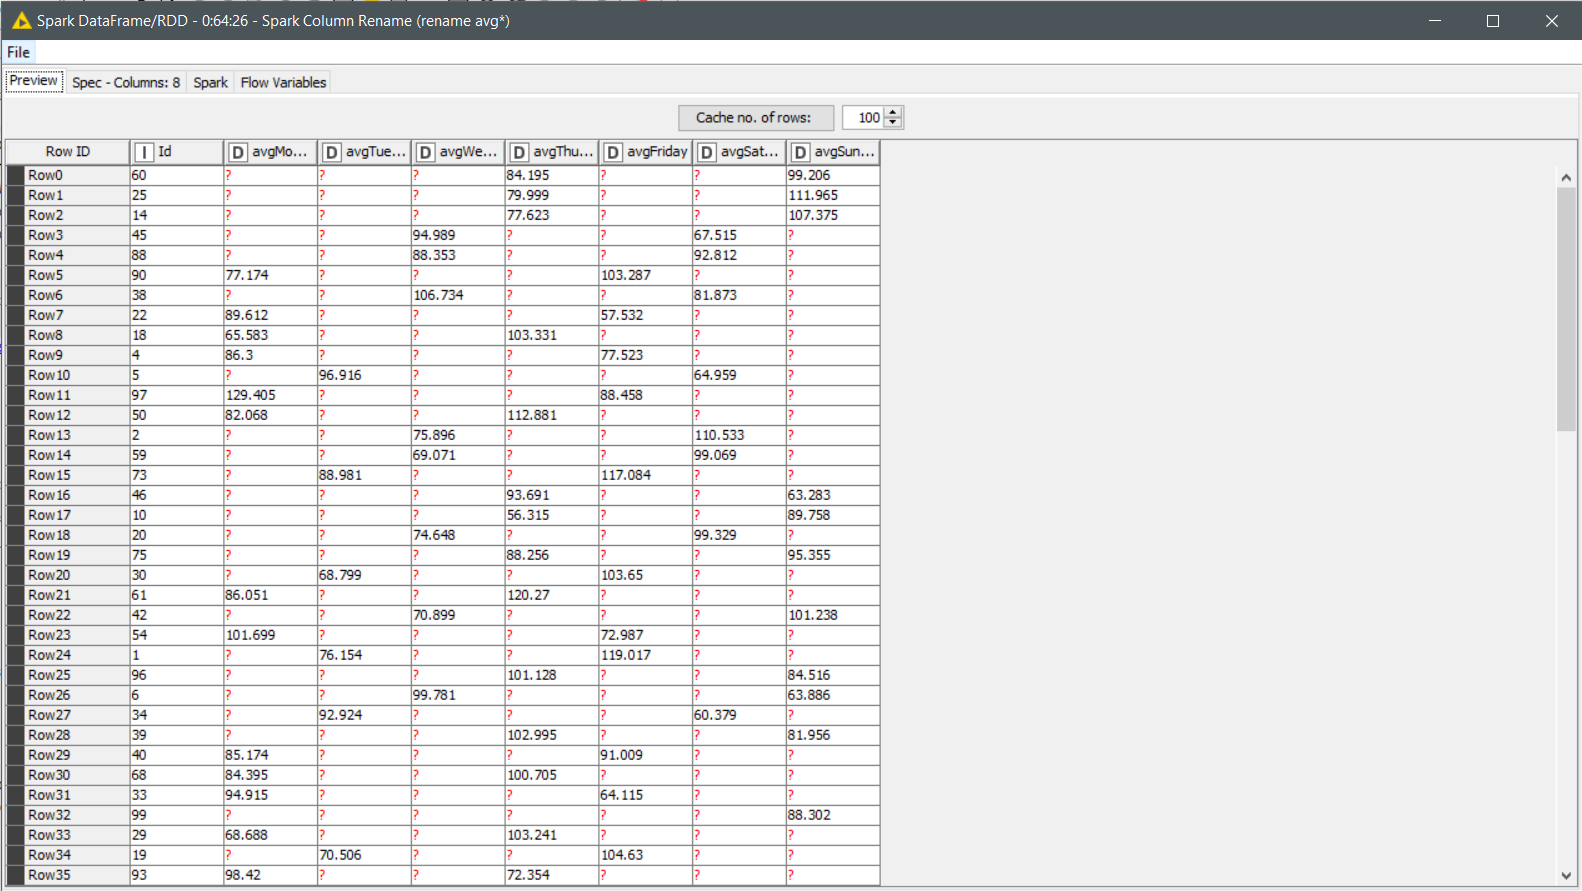 Spark DataFrame/RDD - 0:64:26 - Spark Column Rename (rename avg*)
File
Preview Spec - Columns: 8 Spark Flow Variables
Cache no. of rows: 100
Row ID I Id D avgMo... D avgTue... D avgWe... D avgThu... D avgFriday D avgSat... D avgSun...
Row0 60 ? ? ? 84.195 ? ? 99.206
Row1 25 ? ? ? 79.999 ? ? 111.965
Row2 14 ? ? ? 77.623 ? ? 107.375
Row3 45 ? ? 94.989 ? ? 67.515 ?
Row4 88 ? ? 88.353 ? ? 92.812 ?
Row5 90 77.174 ? ? ? 103.287 ? ?
Row6 38 ? ? 106.734 ? ? 81.873 ?
Row7 22 89.612 ? ? ? 57.532 ? ?
Row8 18 65.583 ? ? 103.331 ? ? ?
Row9 4 86.3 ? ? ? 77.523 ? ?
Row10 5 ? 96.916 ? ? ? 64.959 ?
Row11 97 129.405 ? ? ? 88.458 ? ?
Row12 50 82.068 ? ? 112.881 ? ? ?
Row13 2 ? ? 75.896 ? ? 110.533 ?
Row14 59 ? ? 69.071 ? ? 99.069 ?
Row15 73 ? 88.981 ? ? 117.084 ? ?
Row16 46 ? ? ? 93.691 ? ? 63.283
Row17 10 ? ? ? 56.315 ? ? 89.758
Row18 20 ? ? 74.648 ? ? 99.329 ?
Row19 75 ? ? ? 88.256 ? ? 95.355
Row20 30 ? 68.799 ? ? 103.65 ? ?
Row21 61 86.051 ? ? 120.27 ? ? ?
Row22 42 ? ? 70.899 ? ? ? 101.238
Row23 54 101.699 ? ? ? 72.987 ? ?
Row24 1 ? 76.154 ? ? 119.017 ? ?
Row25 96 ? ? ? 101.128 ? ? 84.516
Row26 6 ? ? 99.781 ? ? ? 63.886
Row27 34 ? 92.924 ? ? ? 60.379 ?
Row28 39 ? ? ? 102.995 ? ? 81.956
Row29 40 85.174 ? ? ? 91.009 ? ?
Row30 68 84.395 ? ? 100.705 ? ? ?
Row31 33 94.915 ? ? ? 64.115 ? ?
Row32 99 ? ? ? ? ? ? 88.302
Row33 29 68.688 ? ? 103.241 ? ? ?
Row34 19 ? 70.506 ? ? 104.63 ? ?
Row35 93 98.42 ? ? 72.354 ? ? ?